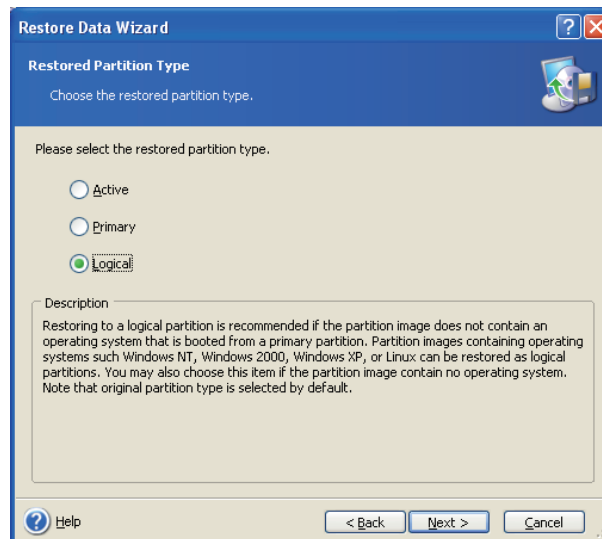 Restore Data Wizard
Restored Partition Type
Choose the restored partition type.
Please select the restored partition type.
Active
Primary
Logical
Description
Restoring to a logical partition is recommended if the partition image does not contain an
operating system that is booted from a primary partition. Partition images containing operating
systems such Windows NT, Windows 2000, Windows XP, or Linux can be restored as logical
partitions. You may also choose this item if the partition image contain no operating system.
Note that original partition type is selected by default.
Help
< Back
Next >
Cancel